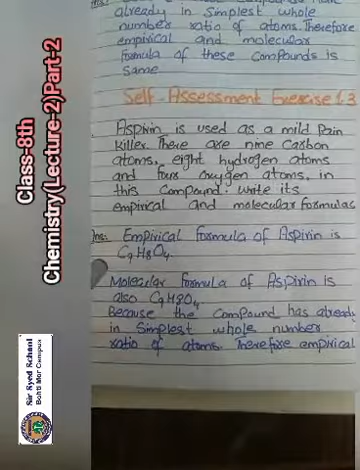 already in Simplest whole
number ratio of atoms. Therefore
empirical and molecular
formula of these Compounds is
same
Self-Assessment Exercise 1.3
Aspirin is used as a mild Pain
Killer. There are nine Carbon
atoms, eight hydrogen atoms
and four oxygen atoms, in
this Compound. write its
empirical and molecular formulas
Ans: Empirical formula of Aspirin is
C9H8O4.
Molecular formula of Aspirin is
also C9H8O4
Because the Compound has already
in Simplest whole number
ratio of atoms. Therefore empirical
Class-8th
Chemistry(Lecture-2)Part-2
Sir Syed School
Bohti Mor Campus